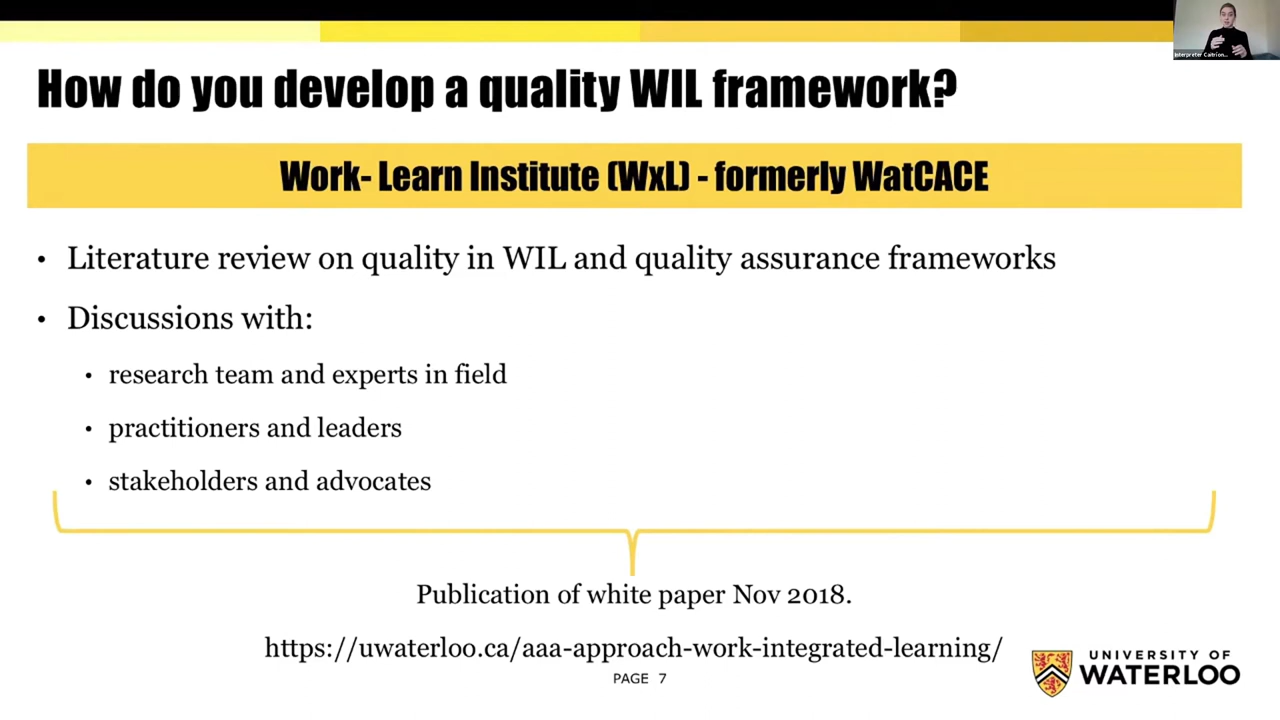 Interpreter Caitrion...
How do you develop a quality WIL framework?
Work- Learn Institute (WxL) - formerly WatCACE
• Literature review on quality in WIL and quality assurance frameworks
• Discussions with:
• research team and experts in field
• practitioners and leaders
• stakeholders and advocates
Publication of white paper Nov 2018.
https://uwaterloo.ca/aaa-approach-work-integrated-learning/
PAGE 7
UNIVERSITY OF
WATERLOO